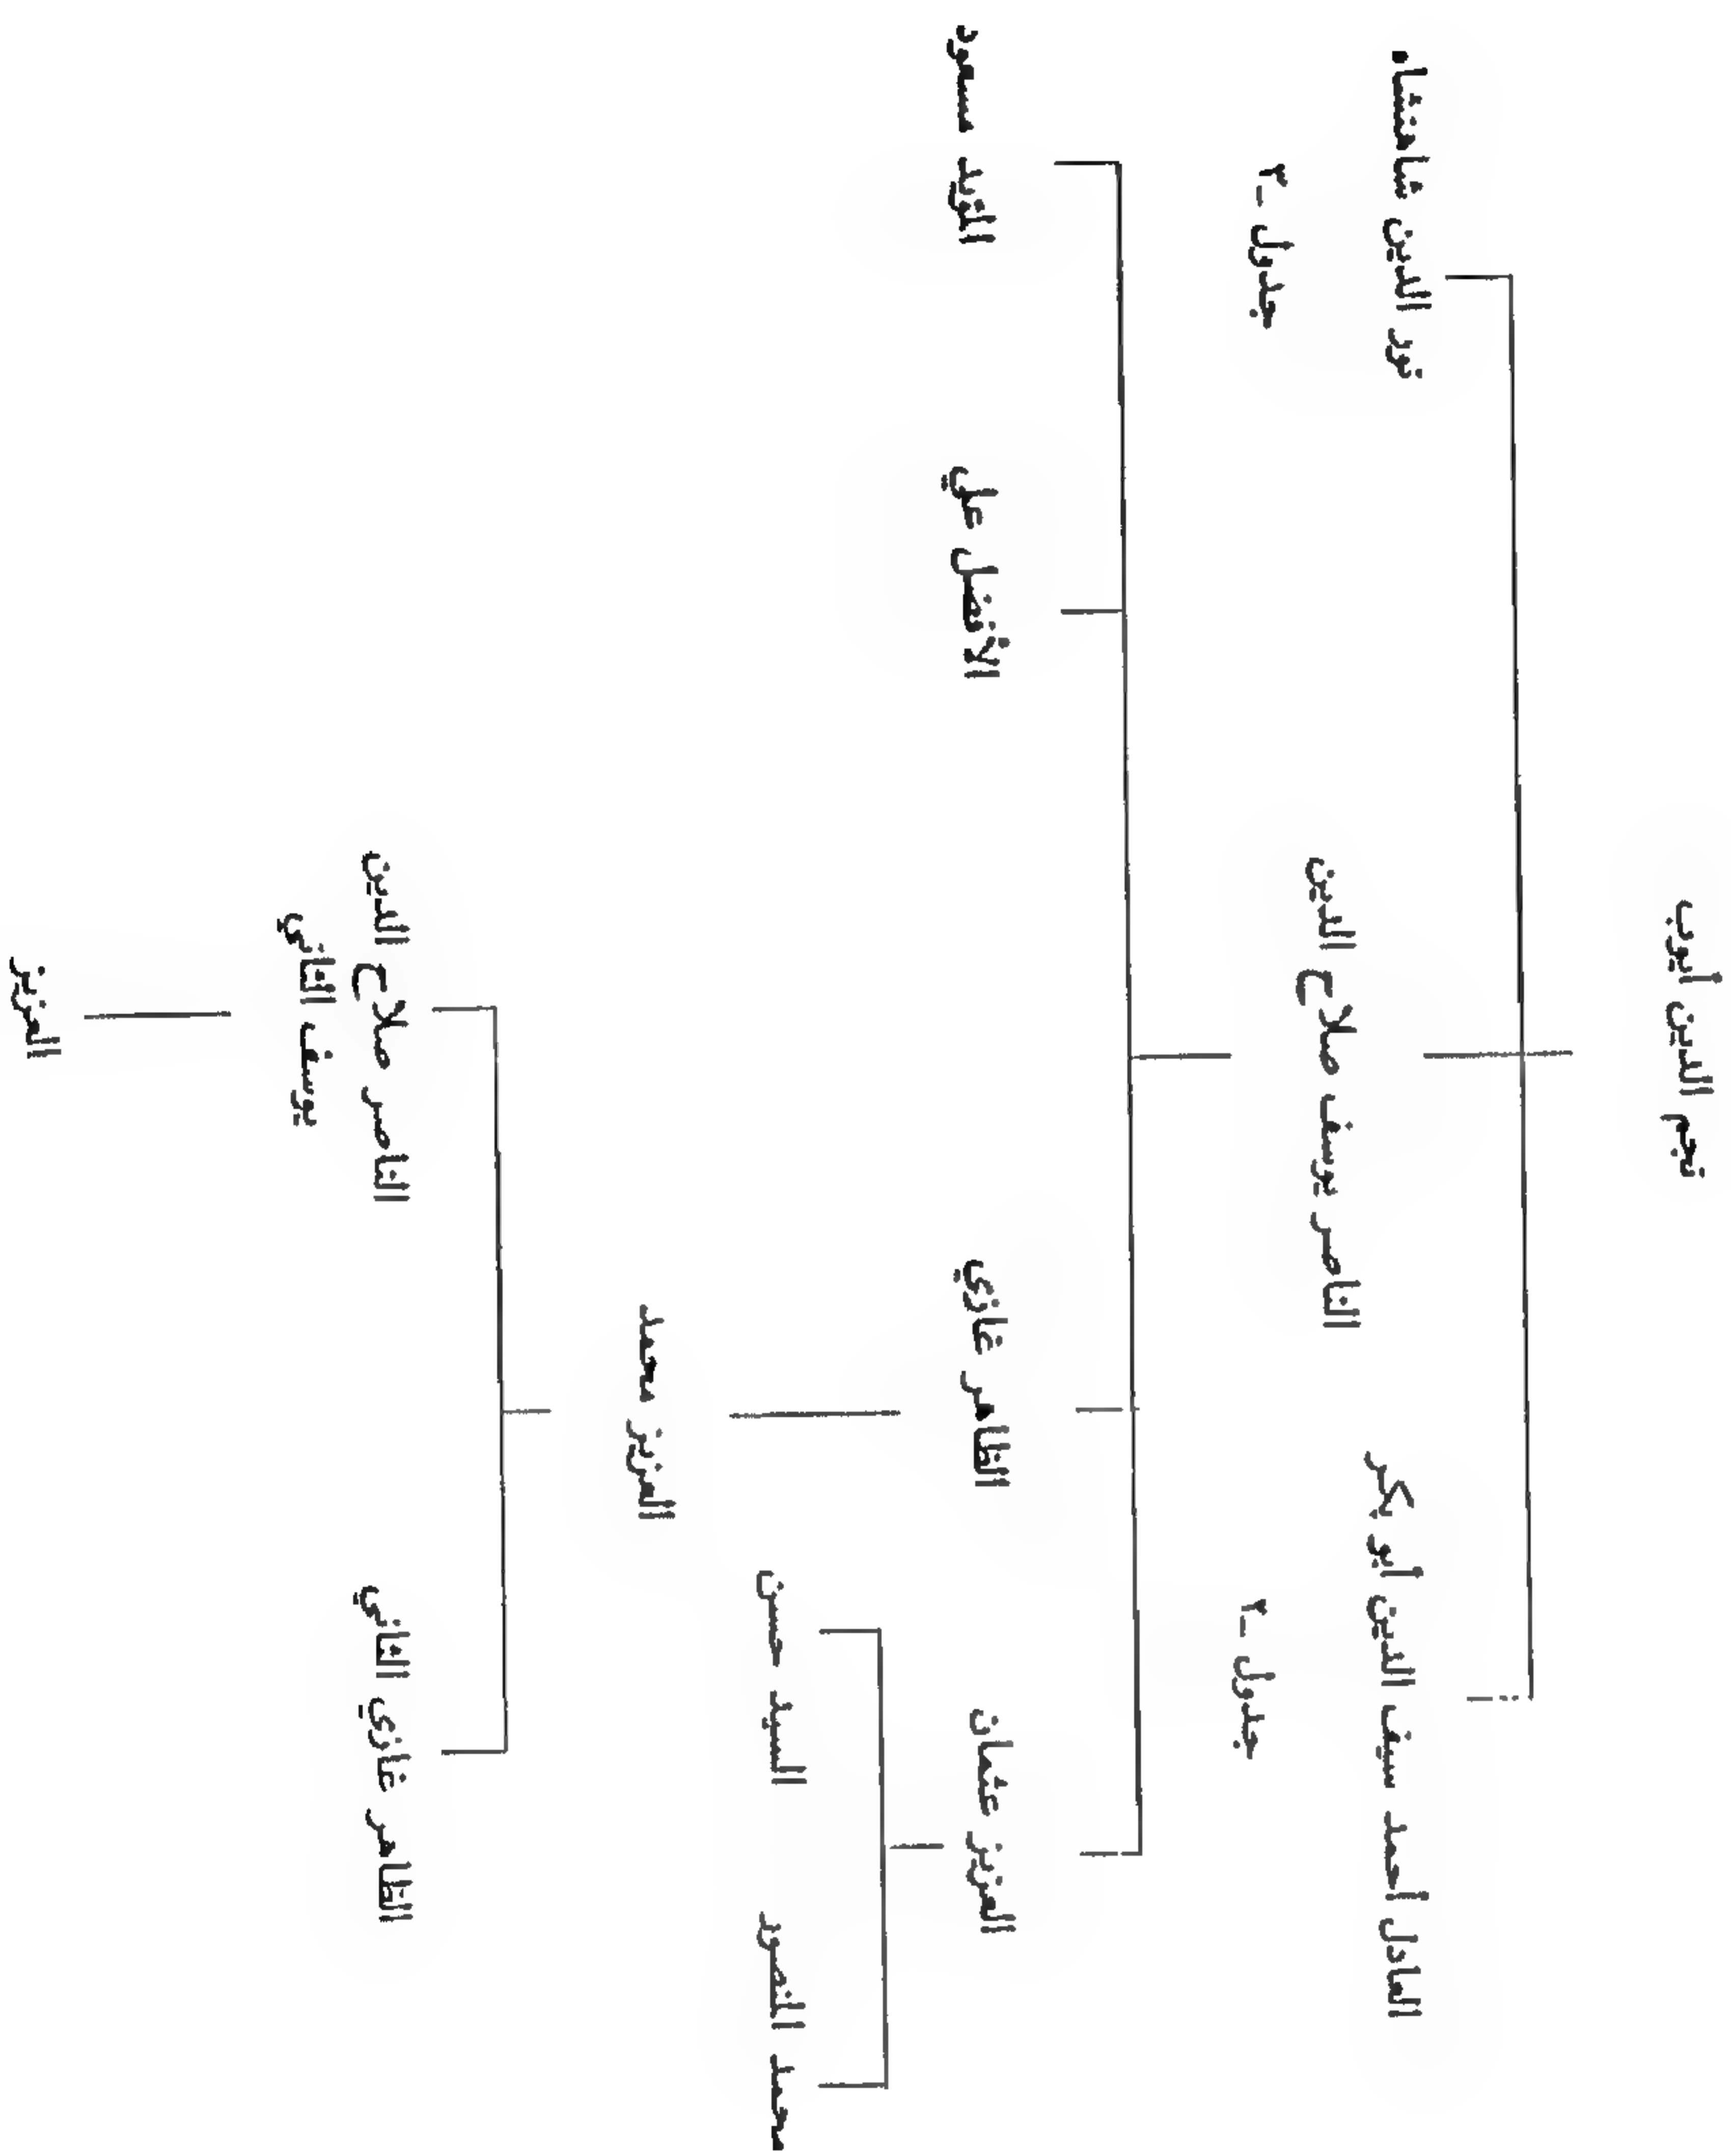 نجم الدين أيوب
العادل أحمد سيف الدين أبو بكر
الناصر يوسف صلاح الدين
نور الدين شاهنشاه
جدول ـ ٢
جدول ـ ٣
العزيز عثمان
الظاهر غازي
الأفضل علي
المؤيد مسعود
محمد المنصور
السيد حسن
العزيز محمد
الظاهر غازي الثاني
الناصر صلاح الدين
يوسف الثاني
العزيز